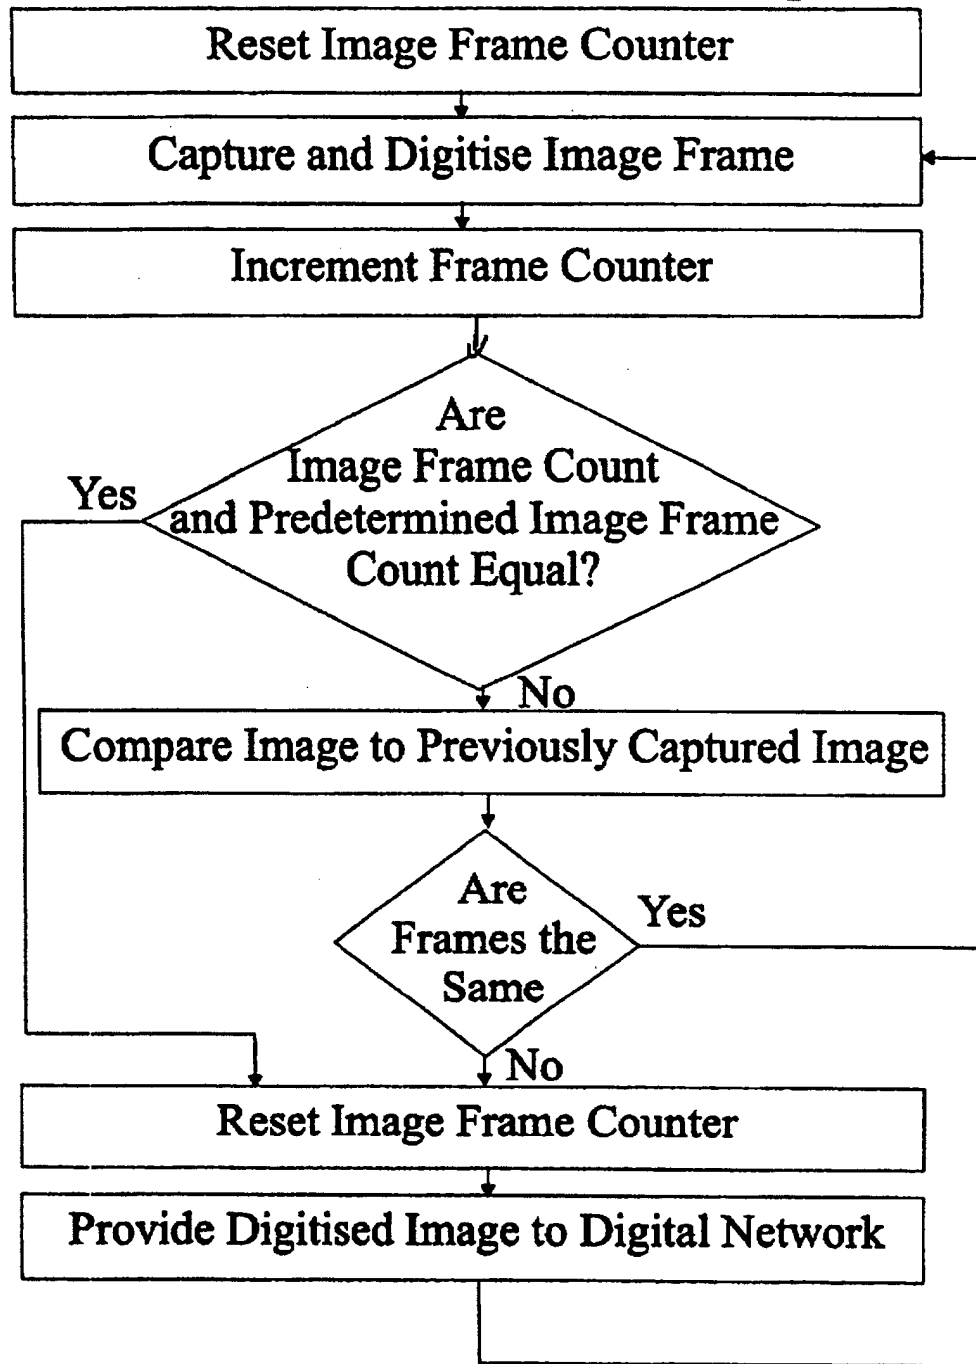 Reset Image Frame Counter
Capture and Digitise Image Frame
Increment Frame Counter
Are
Image Frame Count
Yes
and Predetermined Image Frame
Count Equal?
No
Compare Image to Previously Captured Image
Are
Yes
Frames the
Same
No
Reset Image Frame Counter
Provide Digitised Image to Digital Network